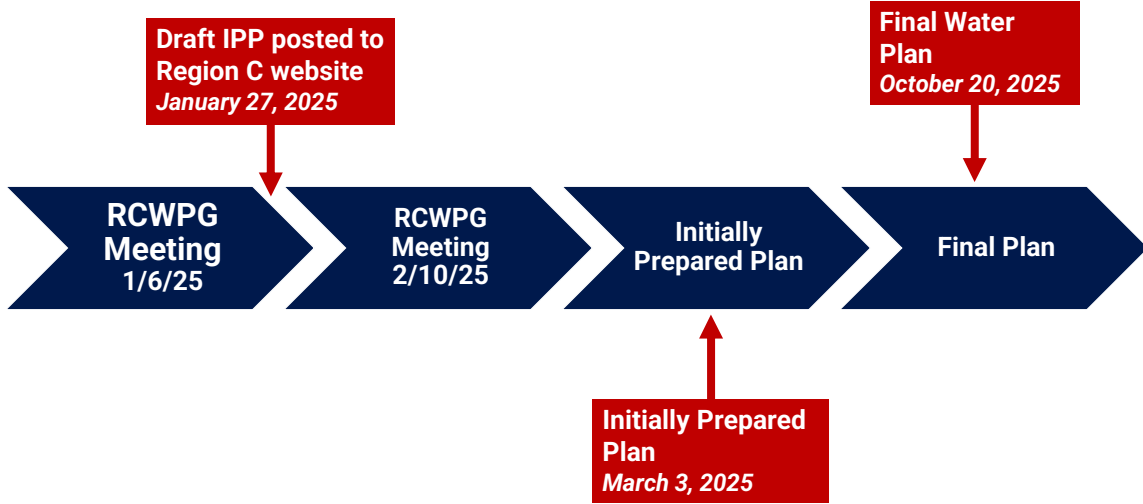 Draft IPP posted to
Region C website
January 27, 2025
Final Water
Plan
October 20, 2025
RCWPG
Meeting
1/6/25
RCWPG
Meeting
2/10/25
Initially
Prepared Plan
Final Plan
Initially Prepared
Plan
March 3, 2025